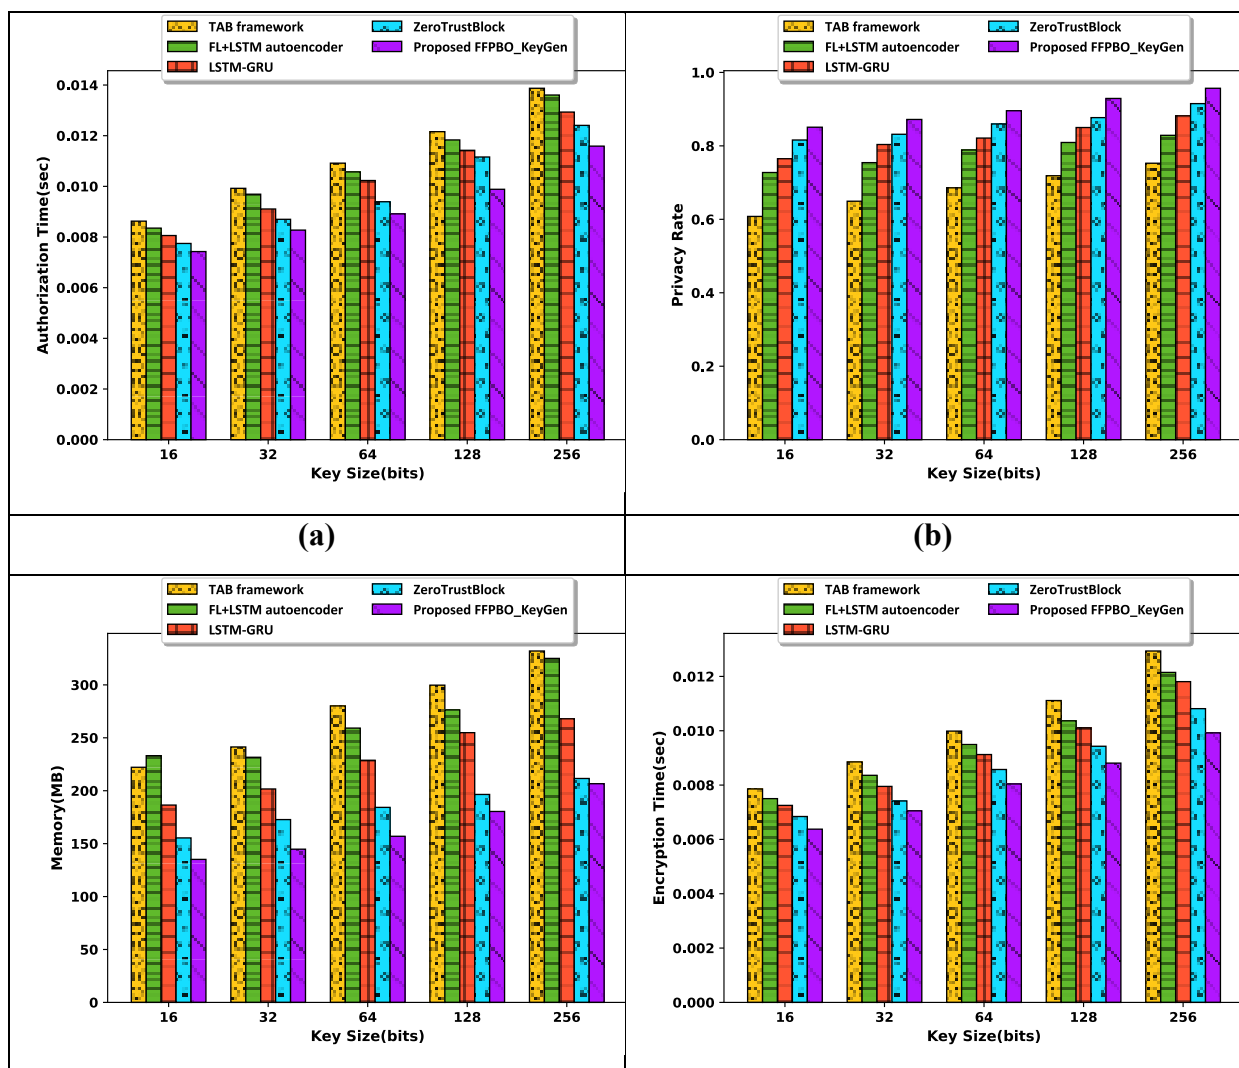 TAB framework
FL+LSTM autoencoder
LSTM-GRU
ZeroTrustBlock
Proposed FFPBO_KeyGen
Authorization Time(sec)
0.014
0.012
0.010
0.008
0.006
0.004
0.002
0.000
16 32 64 128 256
Key Size(bits)
TAB framework
FL+LSTM autoencoder
LSTM-GRU
ZeroTrustBlock
Proposed FFPBO_KeyGen
Privacy Rate
1.0
0.8
0.6
0.4
0.2
0.0
16 32 64 128 256
Key Size(bits)
(a)
(b)
TAB framework
FL+LSTM autoencoder
LSTM-GRU
ZeroTrustBlock
Proposed FFPBO_KeyGen
Memory(MB)
300
250
200
150
100
50
0
16 32 64 128 256
Key Size(bits)
TAB framework
FL+LSTM autoencoder
LSTM-GRU
ZeroTrustBlock
Proposed FFPBO_KeyGen
Encryption Time(sec)
0.012
0.010
0.008
0.006
0.004
0.002
0.000
16 32 64 128 256
Key Size(bits)